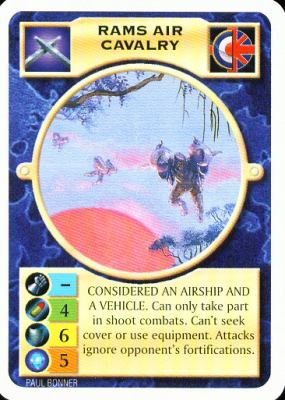 RAMS AIR
CAVALRY
–
4
6
5
CONSIDERED AN AIRSHIP AND
A VEHICLE. Can only take part
in shoot combats. Can't seek
cover or use equipment. Attacks
ignore opponent's fortifications.
PAUL BONNER